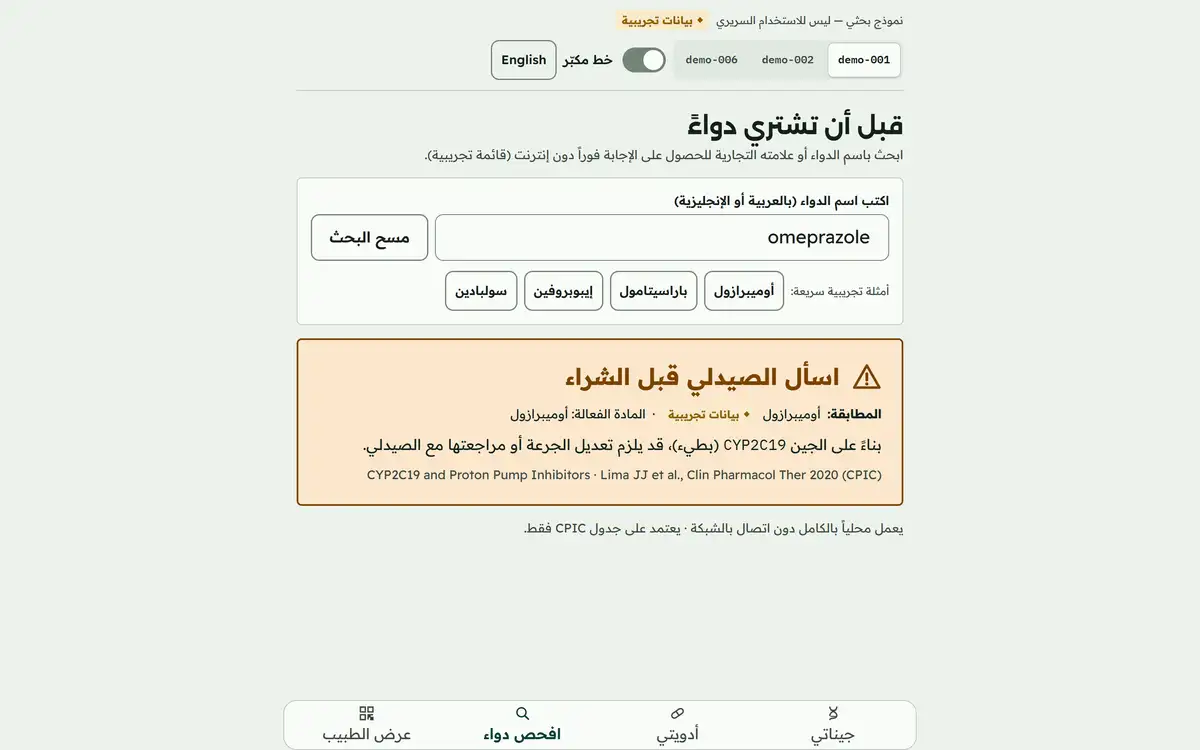 نموذج بحثي — ليس للاستخدام السريري ◆ بيانات تجريبية
demo-001 demo-002 demo-006 خط مكبّر English
قبل أن تشتري دواءً
ابحث باسم الدواء أو علامته التجارية للحصول على الإجابة فوراً دون إنترنت (قائمة تجريبية).
اكتب اسم الدواء (بالعربية أو الإنجليزية)
omeprazole مسح البحث
أمثلة تجريبية سريعة: أوميبرازول باراسيتامول إيبوبروفين سولبادين
اسأل الصيدلي قبل الشراء
المطابقة: أوميبرازول ◆ بيانات تجريبية · المادة الفعالة: أوميبرازول
بناءً على الجين CYP2C19 (بطيء)، قد يلزم تعديل الجرعة أو مراجعتها مع الصيدلي.
CYP2C19 and Proton Pump Inhibitors · Lima JJ et al., Clin Pharmacol Ther 2020 (CPIC)
يعمل محلياً بالكامل دون اتصال بالشبكة · يعتمد على جدول CPIC فقط.
جيناتي أدويتي افحص دواء عرض الطبيب